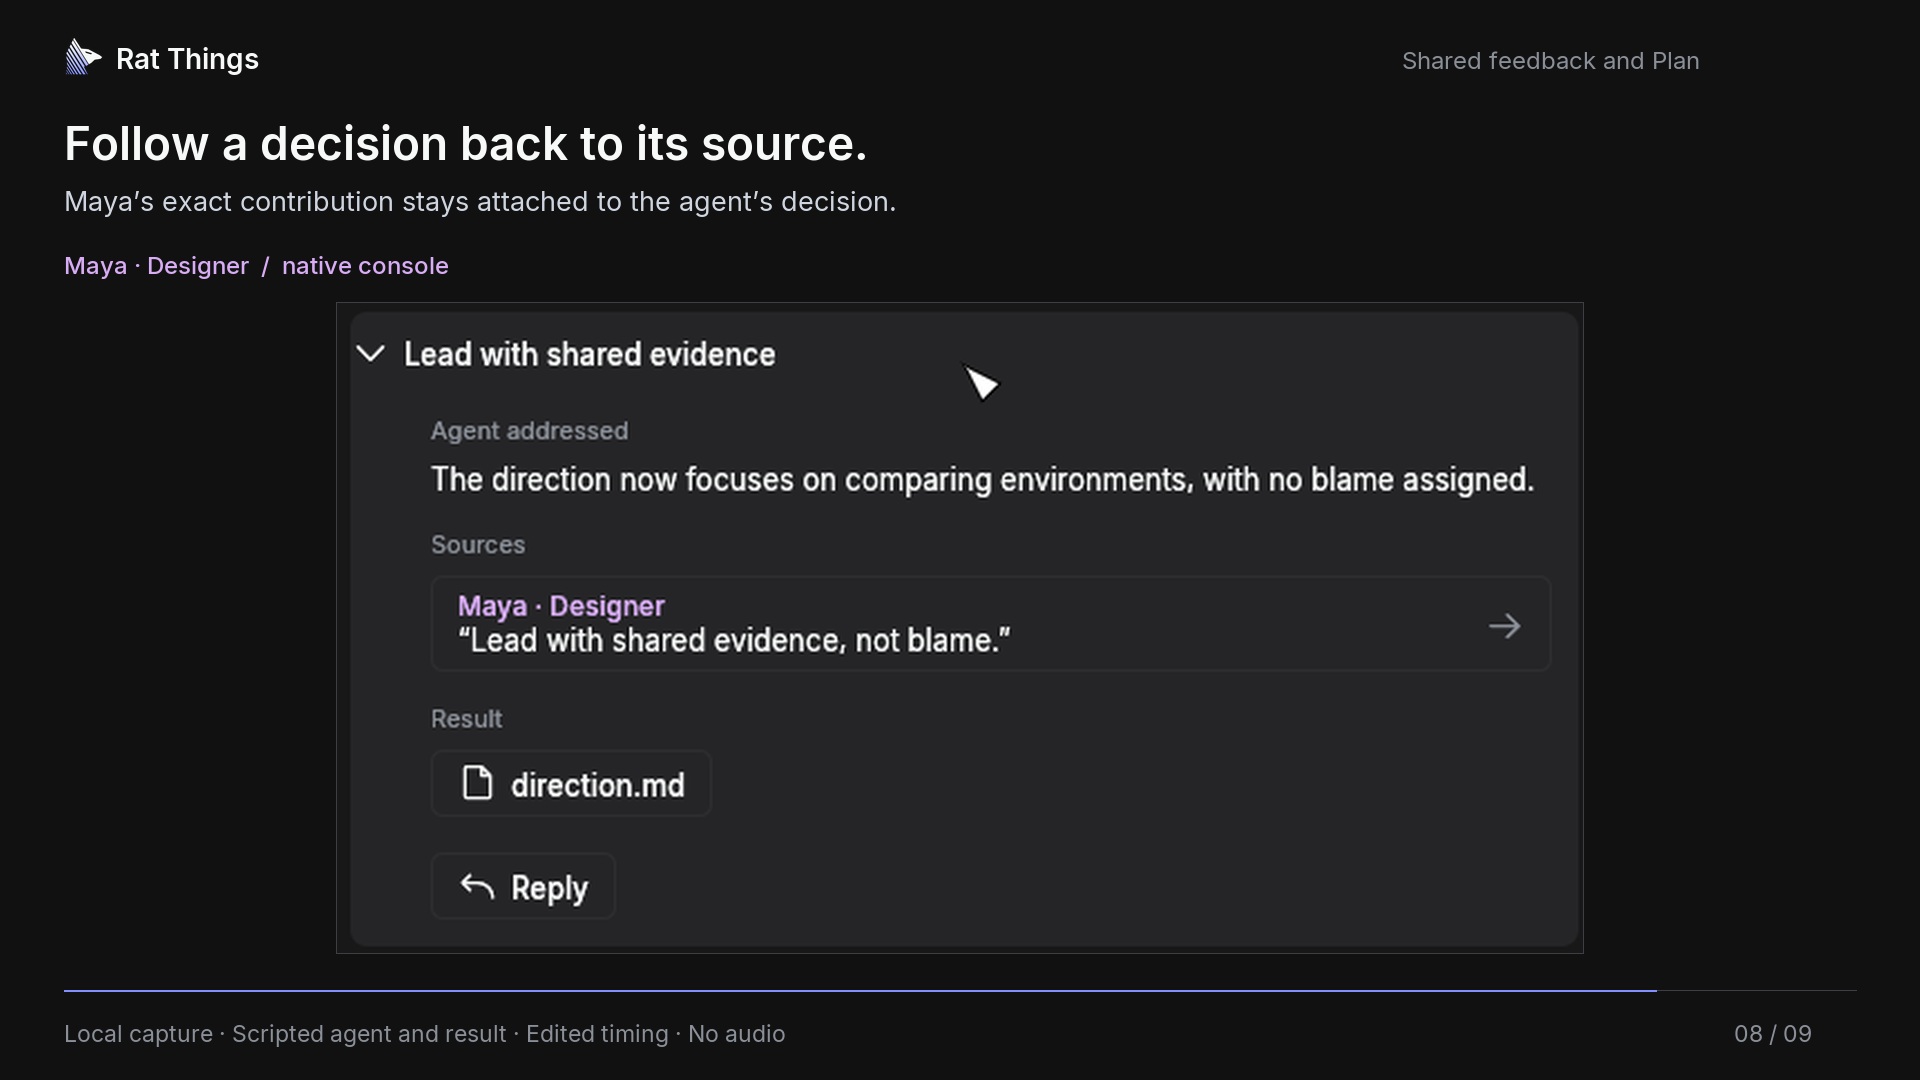 Rat Things
Shared feedback and Plan
Follow a decision back to its source.
Maya’s exact contribution stays attached to the agent’s decision.
Maya · Designer / native console
Lead with shared evidence
Agent addressed
The direction now focuses on comparing environments, with no blame assigned.
Sources
Maya · Designer
“Lead with shared evidence, not blame.”
Result
direction.md
Reply
Local capture · Scripted agent and result · Edited timing · No audio
08 / 09